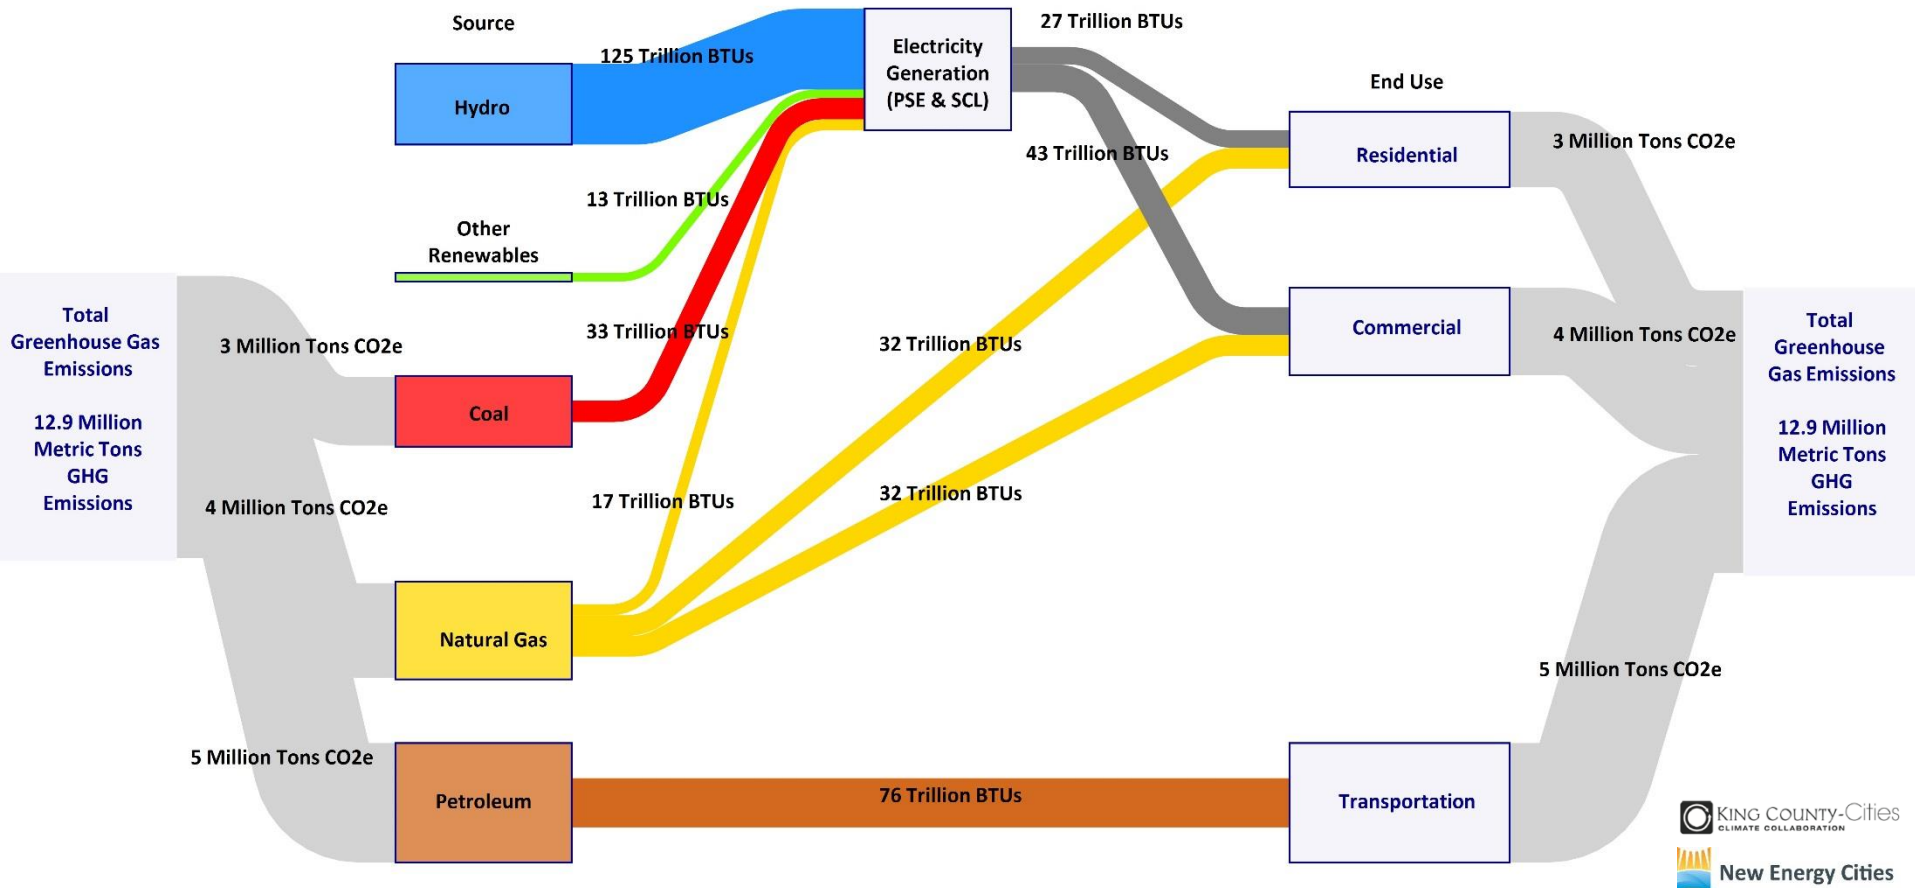 Source
Hydro
125 Trillion BTUs
Electricity
Generation
(PSE & SCL)
27 Trillion BTUs
43 Trillion BTUs
End Use
Residential
3 Million Tons CO2e
13 Trillion BTUs
Other
Renewables
Total
Greenhouse Gas
Emissions
12.9 Million
Metric Tons
GHG
Emissions
3 Million Tons CO2e
33 Trillion BTUs
Coal
32 Trillion BTUs
Commercial
4 Million Tons CO2e
Total
Greenhouse
Gas Emissions
12.9 Million
Metric Tons
GHG
Emissions
4 Million Tons CO2e
17 Trillion BTUs
32 Trillion BTUs
Natural Gas
5 Million Tons CO2e
5 Million Tons CO2e
Petroleum
76 Trillion BTUs
Transportation
KING COUNTY-Cities
CLIMATE COLLABORATION
New Energy Cities